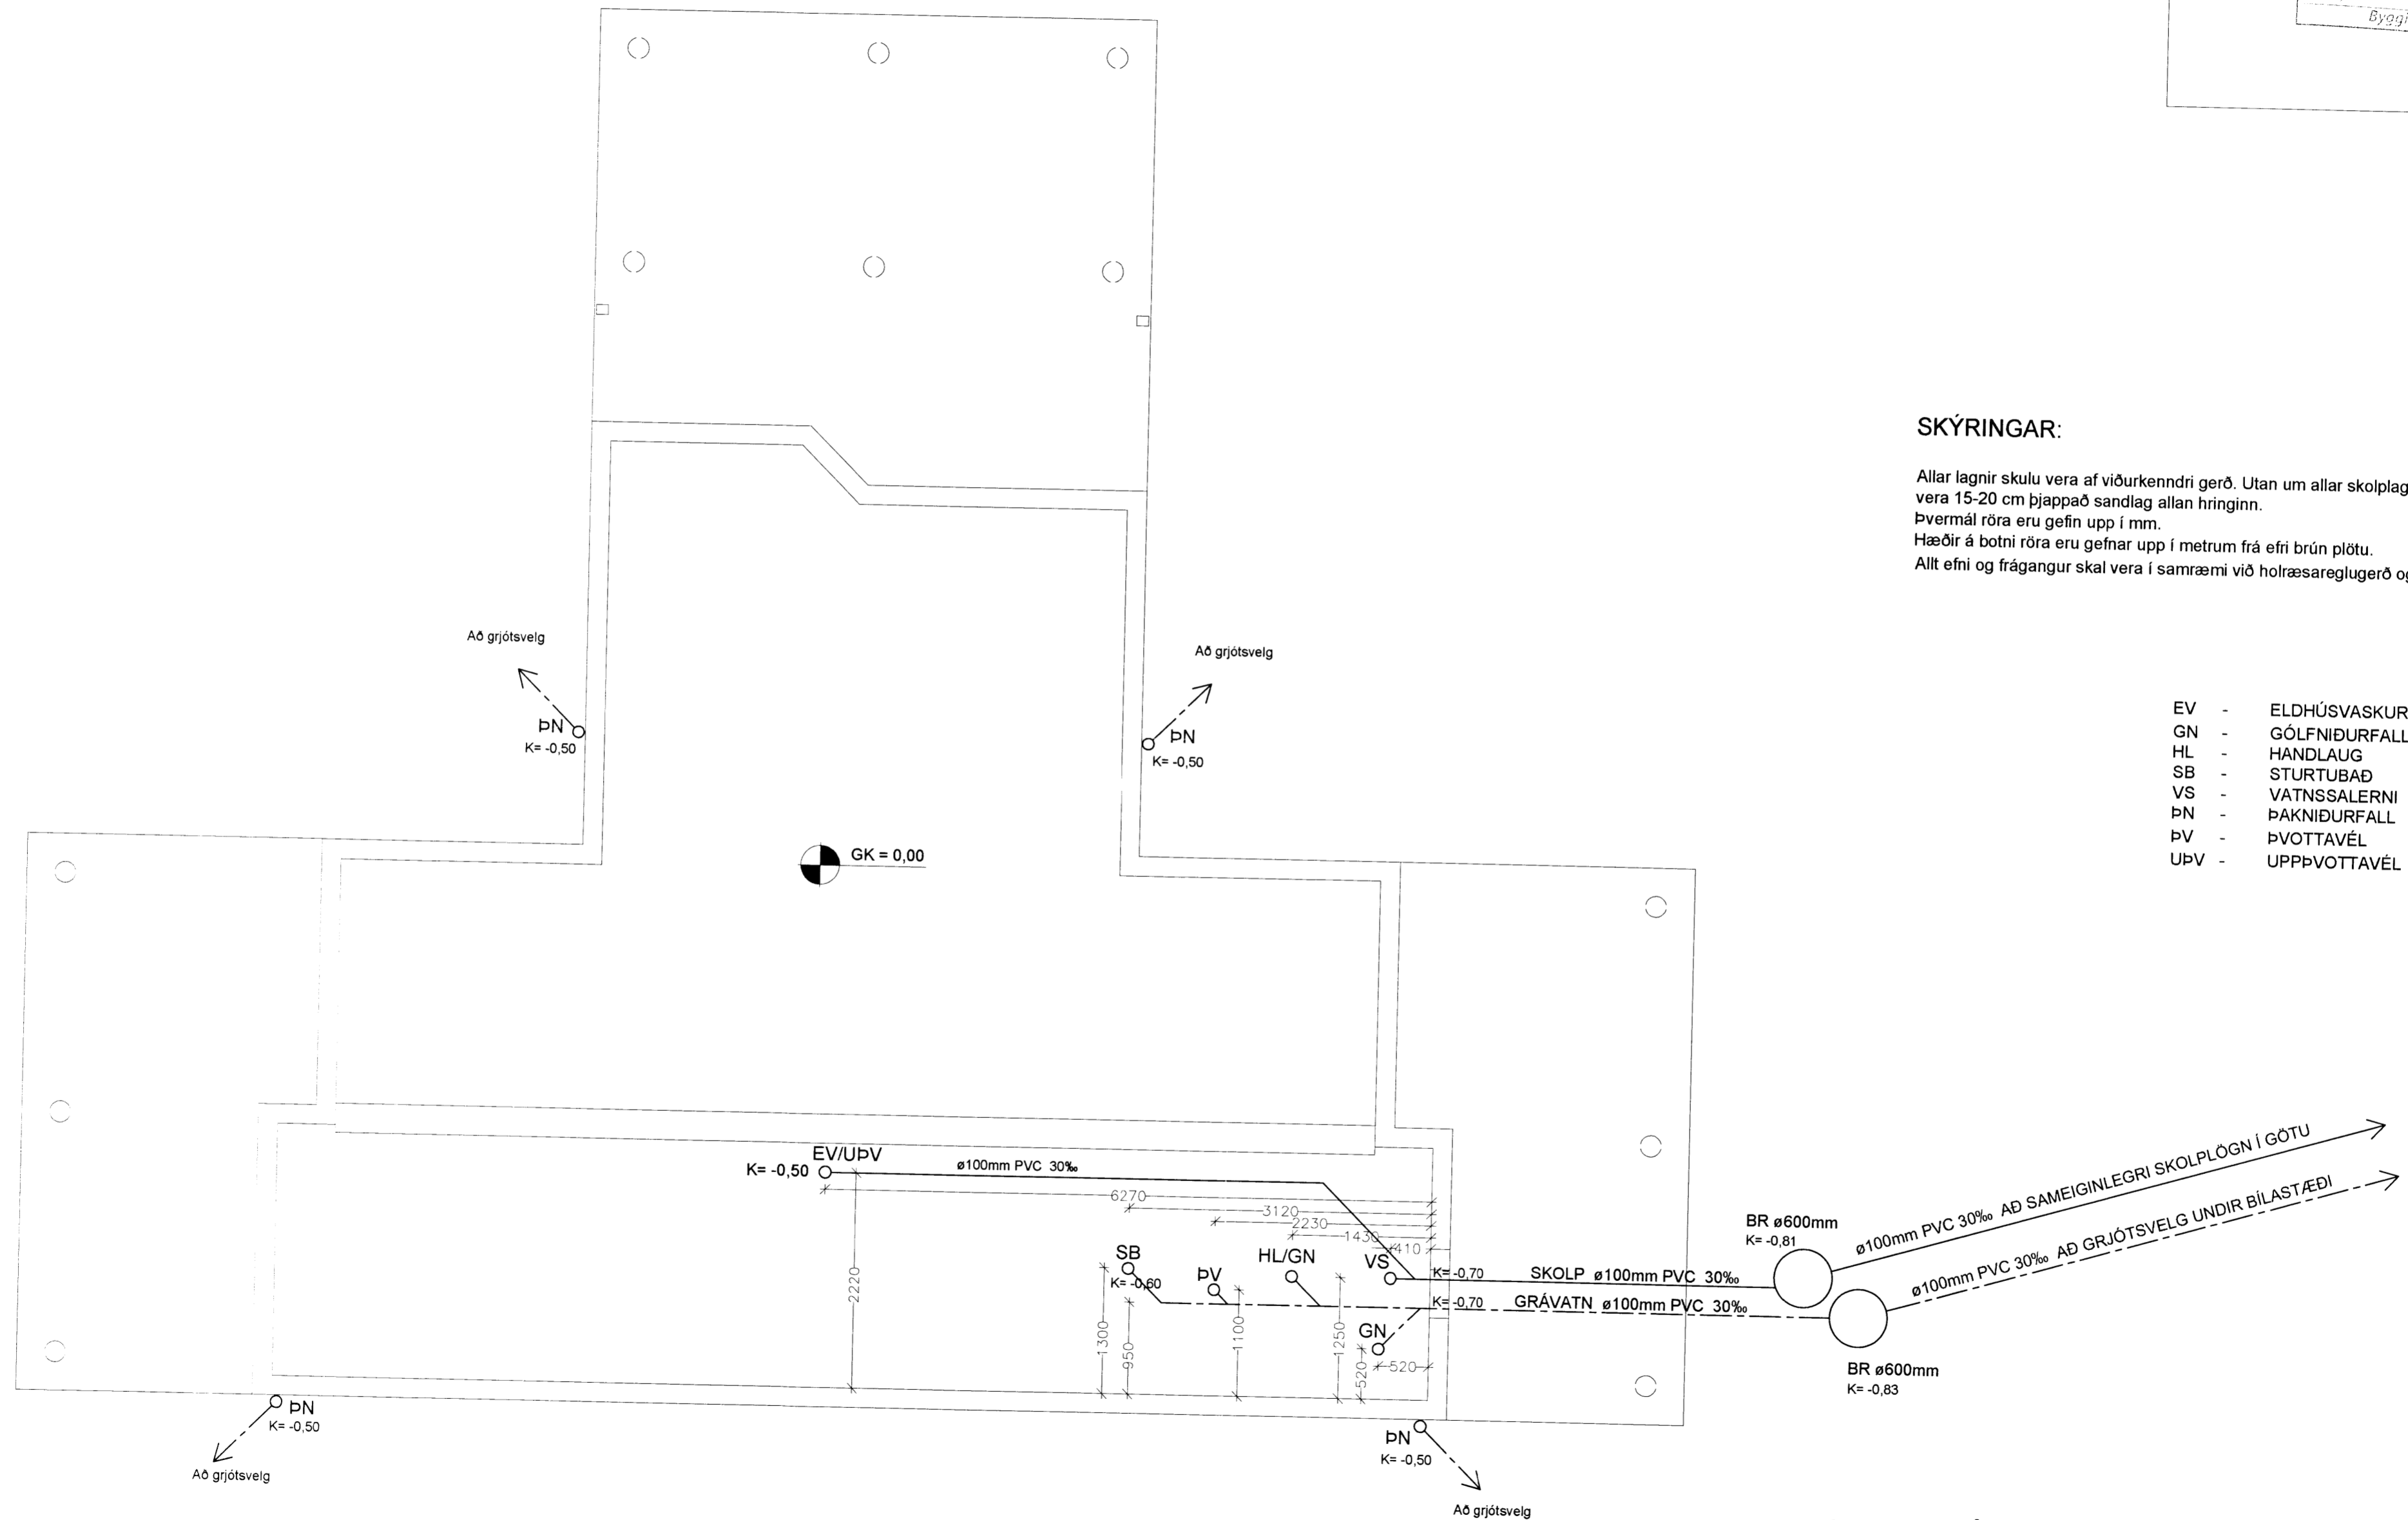 Byggi
SKÝRINGAR:
Allar lagnir skulu vera af viðurkenndri gerð. Utan um allar skolplag
vera 15-20 cm þjappað sandlag allan hringinn.
Þvermál röra eru gefin upp í mm.
Hæðir á botni röra eru gefnar upp í metrum frá efri brún plötu.
Allt efni og frágangur skal vera í samræmi við holræsareglugerð og
Að grjótsvelg
ÞN
K= -0,50
Að grjótsvelg
ÞN
K= -0,50
EV - ELDHÚSVASKUR
GN - GÓLFNIÐURFALL
HL - HANDLAUG
SB - STURTUBAÐ
VS - VATNSSALERNI
ÞN - ÞAKNIÐURFALL
ÞV - ÞVOTTAVÉL
UÞV - UPPÞVOTTAVÉL
GK = 0,00
EV/UÞV
K= -0,50
ø100mm PVC 30‰
6270
3120
2230
1430
410
2220
SB
K= -0,60
ÞV
HL/GN
VS
K= -0,70
SKOLP ø100mm PVC 30‰
K= -0,70
GRÁVATN ø100mm PVC 30‰
BR ø600mm
K= -0,81
ø100mm PVC 30‰ AÐ SAMEIGINLEGRI SKOLPLÖGN Í GÖTU
ø100mm PVC 30‰ AÐ GRJÓTSVELG UNDIR BÍLASTÆÐI
BR ø600mm
K= -0,83
1300
950
1100
1250
GN
520
520
ÞN
K= -0,50
Að grjótsvelg
ÞN
K= -0,50
Að grjótsvelg